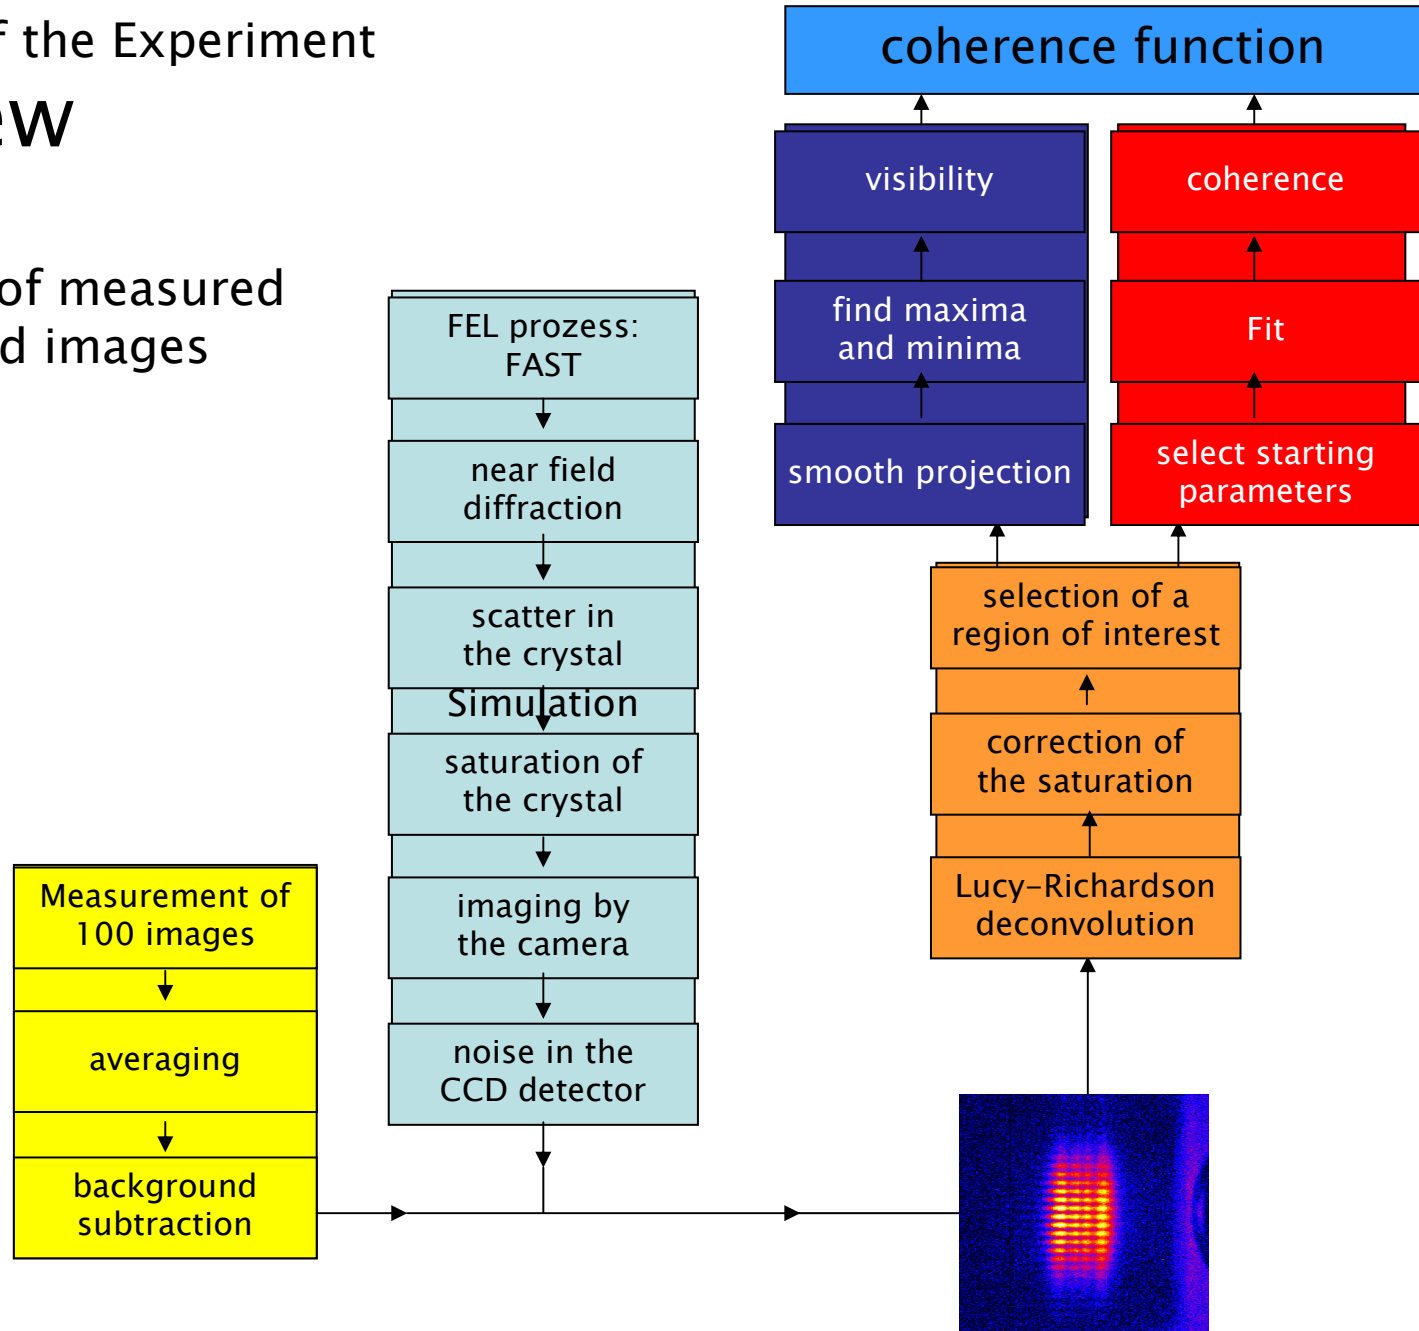 the Experiment
of measured
images
coherence function
visibility
find maxima
and minima
smooth projection
coherence
Fit
select starting
parameters
FEL prozess:
FAST
near field
diffraction
scatter in
the crystal
Simulation
saturation of
the crystal
imaging by
the camera
noise in the
CCD detector
selection of a
region of interest
correction of
the saturation
Lucy-Richardson
deconvolution
Measurement of
100 images
averaging
background
subtraction